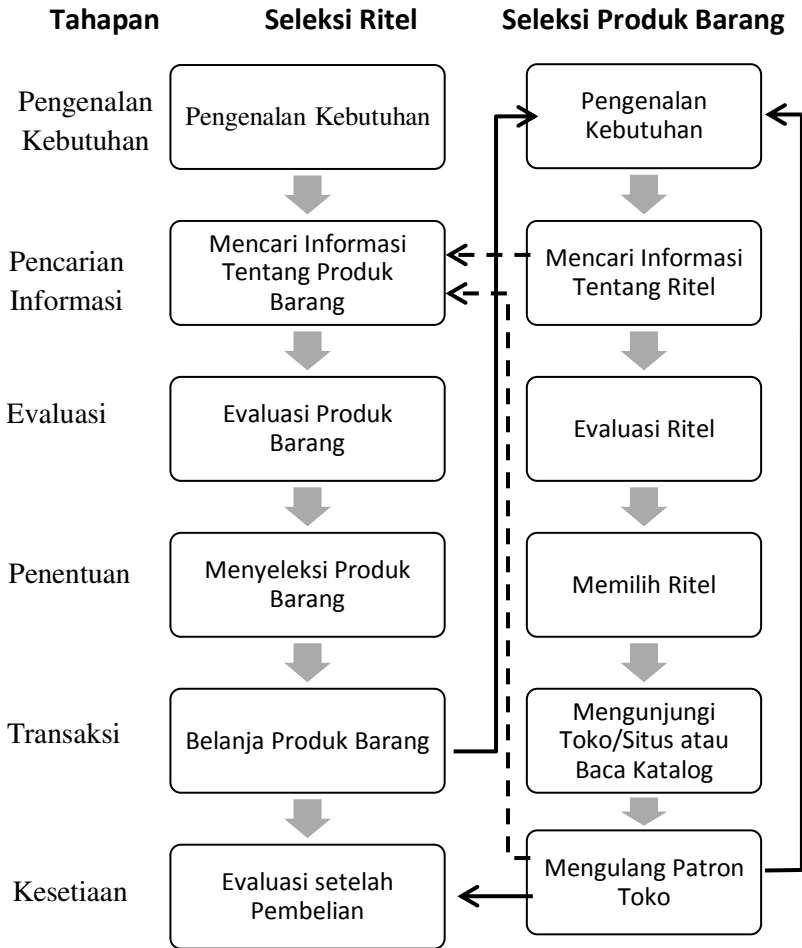 Tahapan
Seleksi Ritel
Seleksi Produk Barang
Pengenalan
Kebutuhan
Pengenalan Kebutuhan
Pengenalan
Kebutuhan
Pencarian
Informasi
Mencari Informasi
Tentang Produk
Barang
Mencari Informasi
Tentang Ritel
Evaluasi
Evaluasi Produk
Barang
Evaluasi Ritel
Penentuan
Menyeleksi Produk
Barang
Memilih Ritel
Transaksi
Belanja Produk Barang
Mengunjungi
Toko/Situs atau
Baca Katalog
Kesetiaan
Evaluasi setelah
Pembelian
Mengulang Patron
Toko